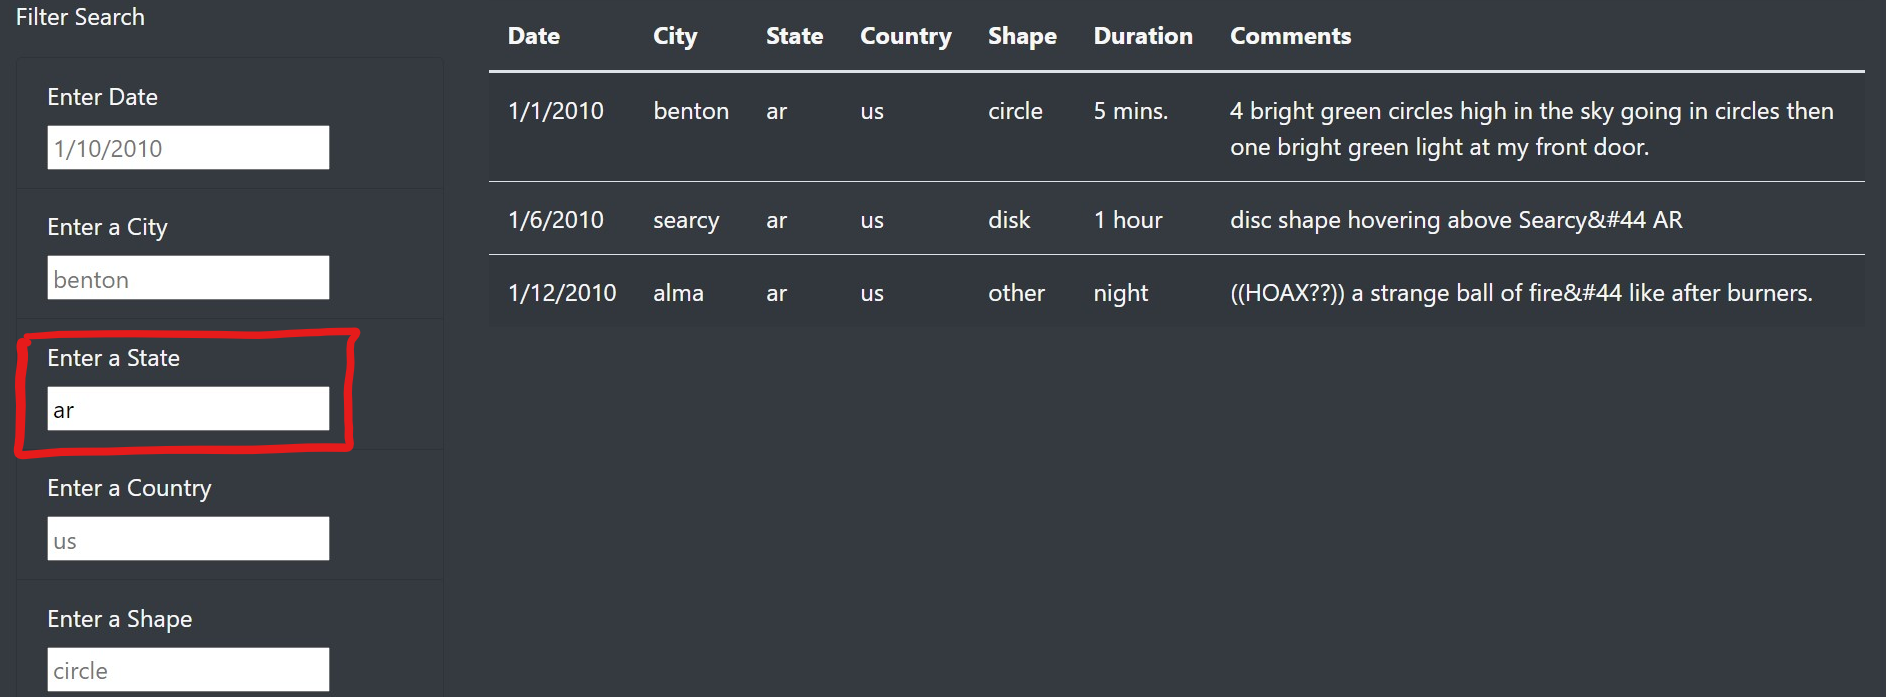 Filter Search
Enter Date
1/10/2010
Enter a City
benton
Enter a State
ar
Enter a Country
us
Enter a Shape
circle
Date City State Country Shape Duration Comments
1/1/2010 benton ar us circle 5 mins. 4 bright green circles high in the sky going in circles then
one bright green light at my front door.
1/6/2010 searcy ar us disk 1 hour disc shape hovering above Searcy&#44 AR
1/12/2010 alma ar us other night ((HOAX??)) a strange ball of fire&#44 like after burners.